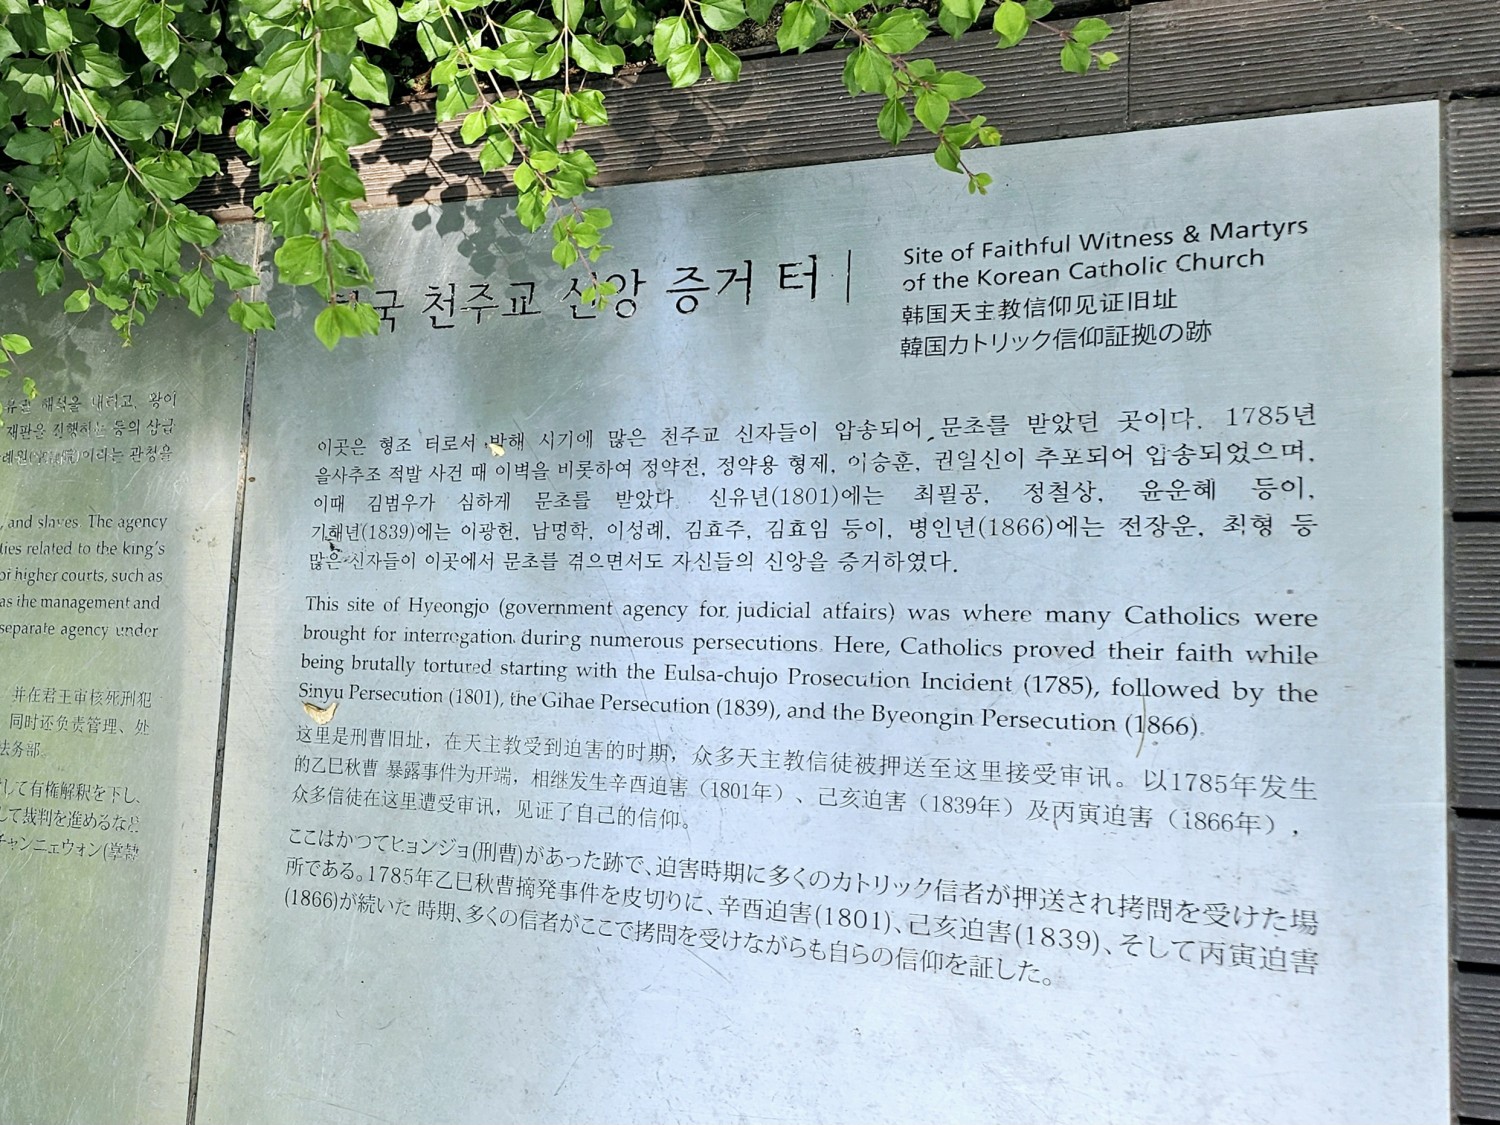 국 천주교 신앙 증거 터
Site of Faithful Witness & Martyrs
of the Korean Catholic Church
韩国天主教信仰见证旧址
韓国カトリック信仰証拠の跡
이곳은 형조 터로서 박해 시기에 많은 천주교 신자들이 압송되어 문초를 받았던 곳이다. 1785년
을사추조 적발 사건 때 이벽을 비롯하여 정약전, 정약용 형제, 이승훈, 권일신이 추포되어 압송되었으며,
이때 김범우가 심하게 문초를 받았다 신유년(1801)에는 최필공, 정철상, 윤운혜 등이,
기해년(1839)에는 이광헌, 남명학, 이성례, 김효주, 김효임 등이, 병인년(1866)에는 전장운, 최형 등
많은 신자들이 이곳에서 문초를 겪으면서도 자신들의 신앙을 증거하였다.
This site of Hyeongjo (government agency for judicial affairs) was where many Catholics were
brought for interrogation during numerous persecutions. Here, Catholics proved their faith while
being brutally tortured starting with the Eulsa-chujo Prosecution Incident (1785), followed by the
Sinyu Persecution (1801), the Gihae Persecution (1839), and the Byeongin Persecution (1866).
这里是刑曹旧址，在天主教受到迫害的时期，众多天主教信徒被押送至这里接受审讯。以1785年发生
的乙巳秋曹 暴露事件为开端，相继发生辛酉迫害（1801年）、己亥迫害（1839年）及丙寅迫害（1866年），
众多信徒在这里遭受审讯，见证了自己的信仰。
ここはかつてヒョンジョ(刑曹)があった跡で、迫害時期に多くのカトリック信者が押送され拷問を受けた場
所である。1785年乙巳秋曹摘発事件を皮切りに、辛酉迫害(1801)、己亥迫害(1839)、そして丙寅迫害
(1866)が続いた 時期、多くの信者がここで拷問を受けながらも自らの信仰を証した。
해석을 내리고, 왕이
재판을 진행하는 등의 삼급
이라는 관청을
, and slaves. The agency
ties related to the king's
of higher courts, such as
as the management and
separate agency under
并在君王审核死刑犯
同时还负责管理、处
法务部。
して有権解釈を下し、
して裁判を進めるなど
チャンニェウォン(掌隷